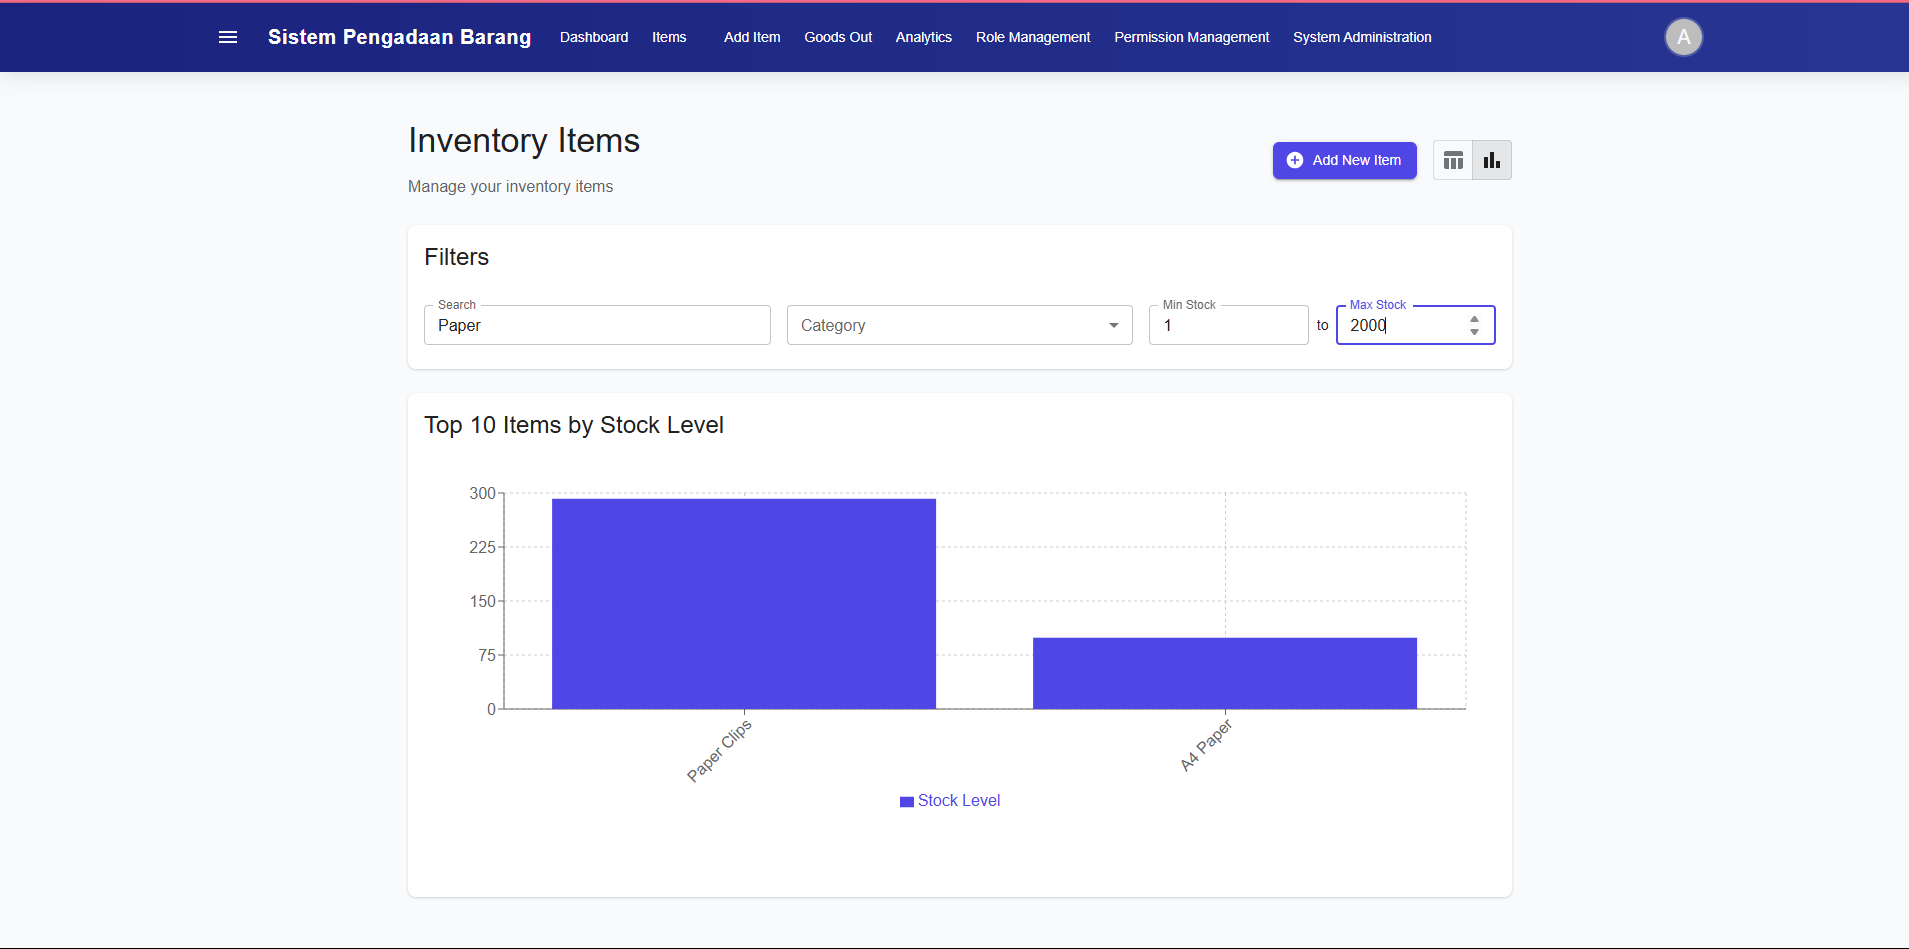 Sistem Pengadaan Barang Dashboard Items Add Item Goods Out Analytics Role Management Permission Management System Administration A
Inventory Items
Add New Item
Manage your inventory items
Filters
Search Min Stock Max Stock
Paper Category 1 to 2000
Top 10 Items by Stock Level
300
225
150
75
0
Paper Clips A4 Paper
Stock Level